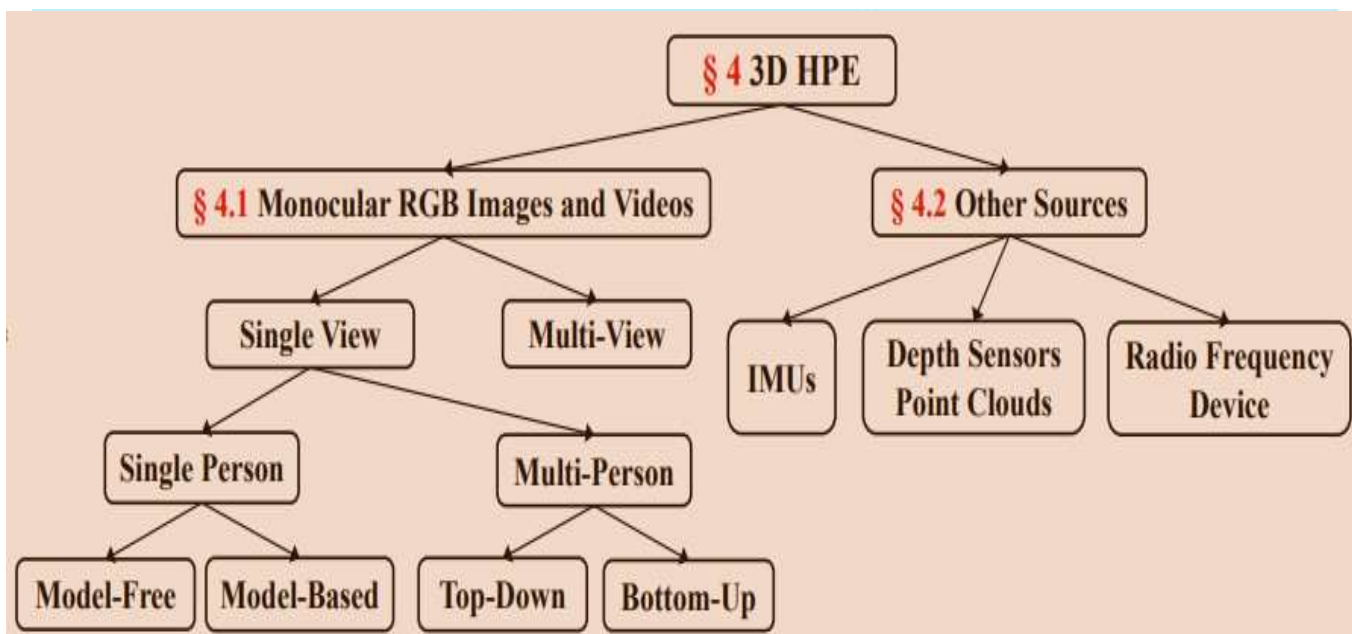 § 4 3D HPE
§ 4.1 Monocular RGB Images and Videos
§ 4.2 Other Sources
Single View
Multi-View
IMUs
Depth Sensors
Point Clouds
Radio Frequency
Device
Single Person
Multi-Person
Model-Free
Model-Based
Top-Down
Bottom-Up